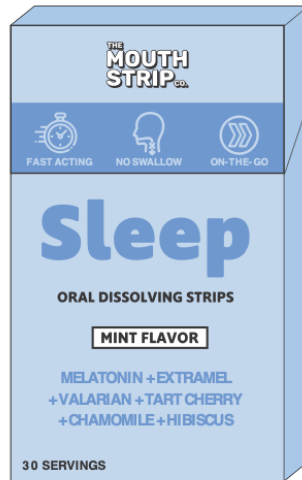 THE
MOUTH
STRIP CO.
FAST ACTING NO SWALLOW ON-THE-GO
Sleep
ORAL DISSOLVING STRIPS
MINT FLAVOR
MELATONIN + EXTRAMEL
+ VALARIAN + TART CHERRY
+ CHAMOMILE + HIBISCUS
30 SERVINGS